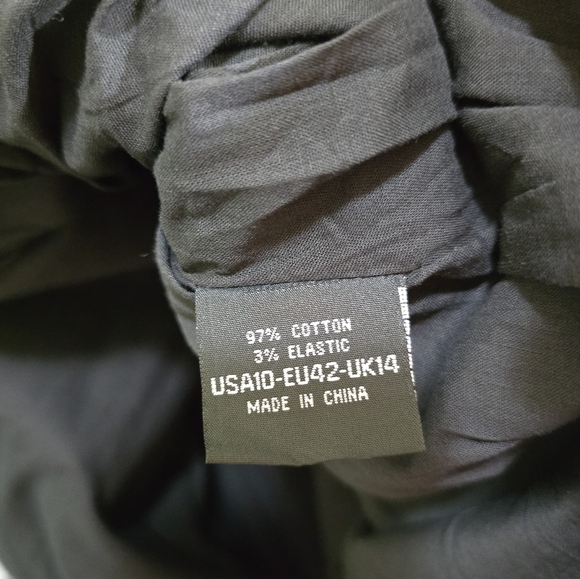 97% COTTON
3% ELASTIC
USA10-EU42-UK14
MADE IN CHINA